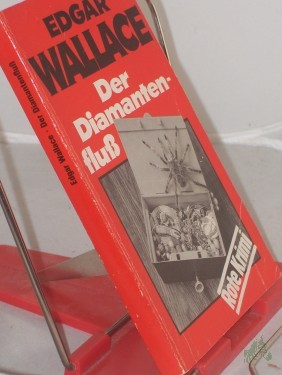 EDGAR
WALLACE
Der
Diamanten-
fluß
Rote Krimi
Edgar Wallace · Der Diamantenfluß